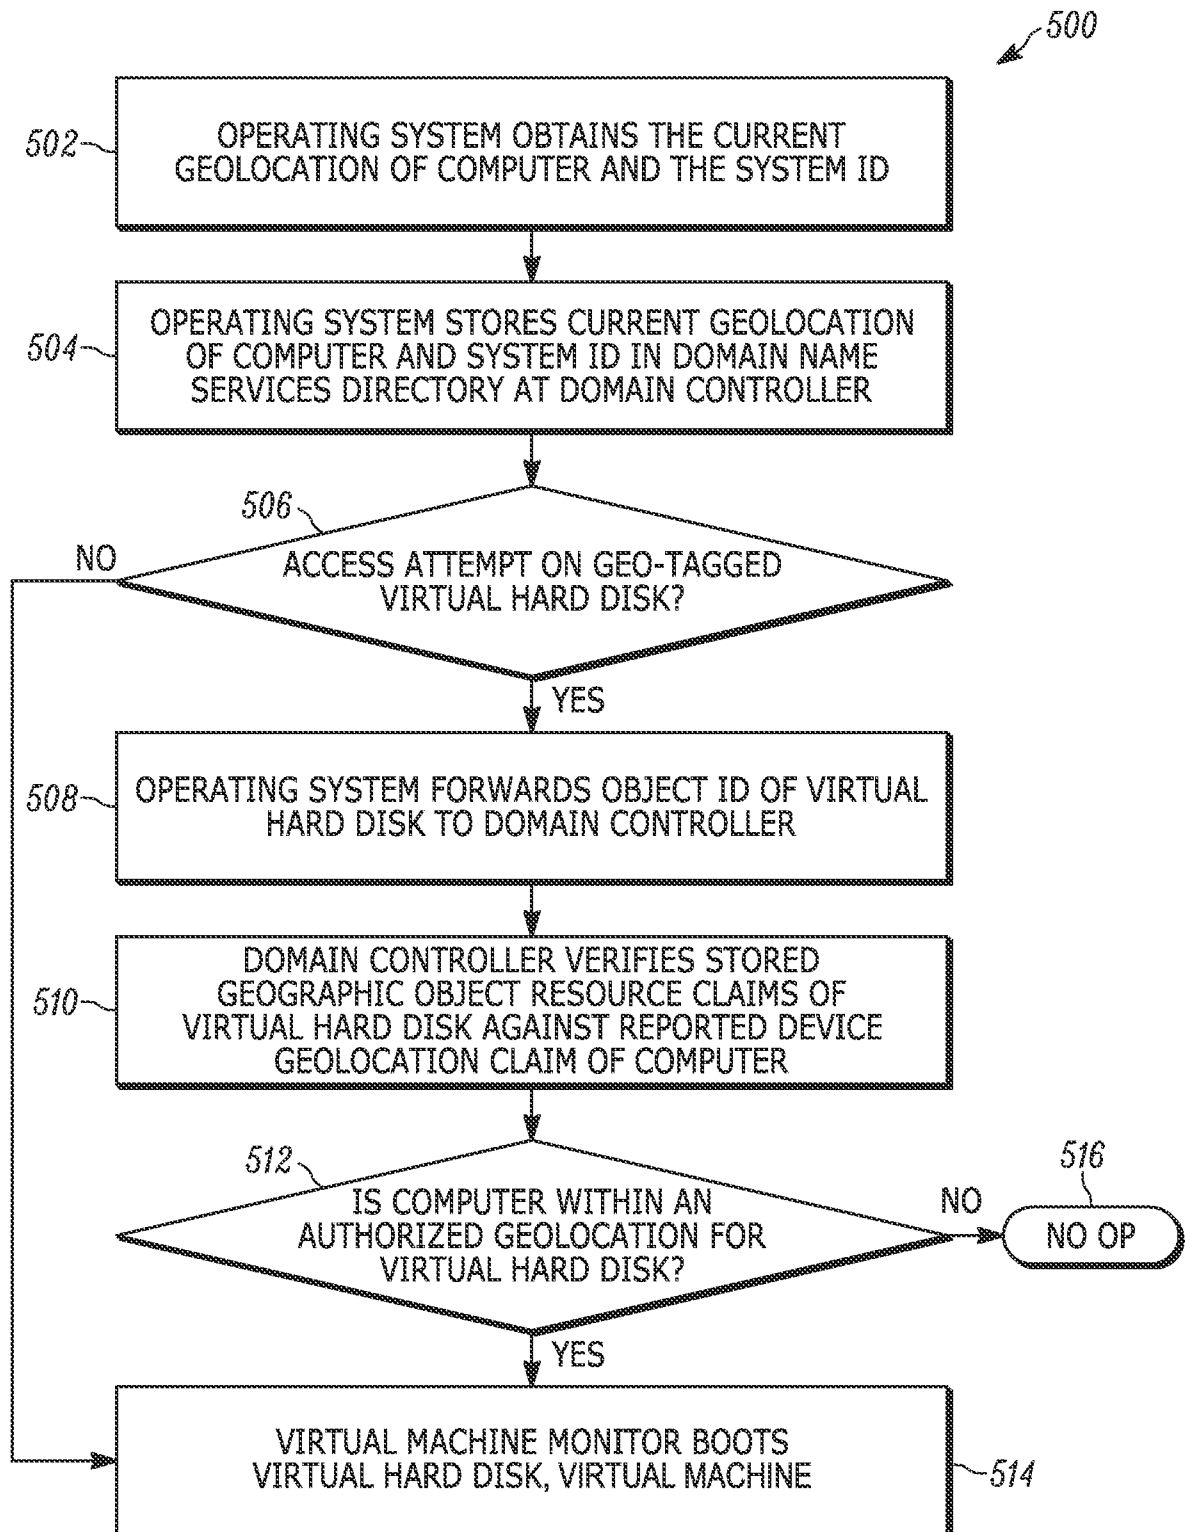 500
502
OPERATING SYSTEM OBTAINS THE CURRENT
GEOLOCATION OF COMPUTER AND THE SYSTEM ID
504
OPERATING SYSTEM STORES CURRENT GEOLOCATION
OF COMPUTER AND SYSTEM ID IN DOMAIN NAME
SERVICES DIRECTORY AT DOMAIN CONTROLLER
506
NO
ACCESS ATTEMPT ON GEO-TAGGED
VIRTUAL HARD DISK?
YES
508
OPERATING SYSTEM FORWARDS OBJECT ID OF VIRTUAL
HARD DISK TO DOMAIN CONTROLLER
510
DOMAIN CONTROLLER VERIFIES STORED
GEOGRAPHIC OBJECT RESOURCE CLAIMS OF
VIRTUAL HARD DISK AGAINST REPORTED DEVICE
GEOLOCATION CLAIM OF COMPUTER
512
IS COMPUTER WITHIN AN
AUTHORIZED GEOLOCATION FOR
VIRTUAL HARD DISK?
NO
516
NO OP
YES
VIRTUAL MACHINE MONITOR BOOTS
VIRTUAL HARD DISK, VIRTUAL MACHINE
514